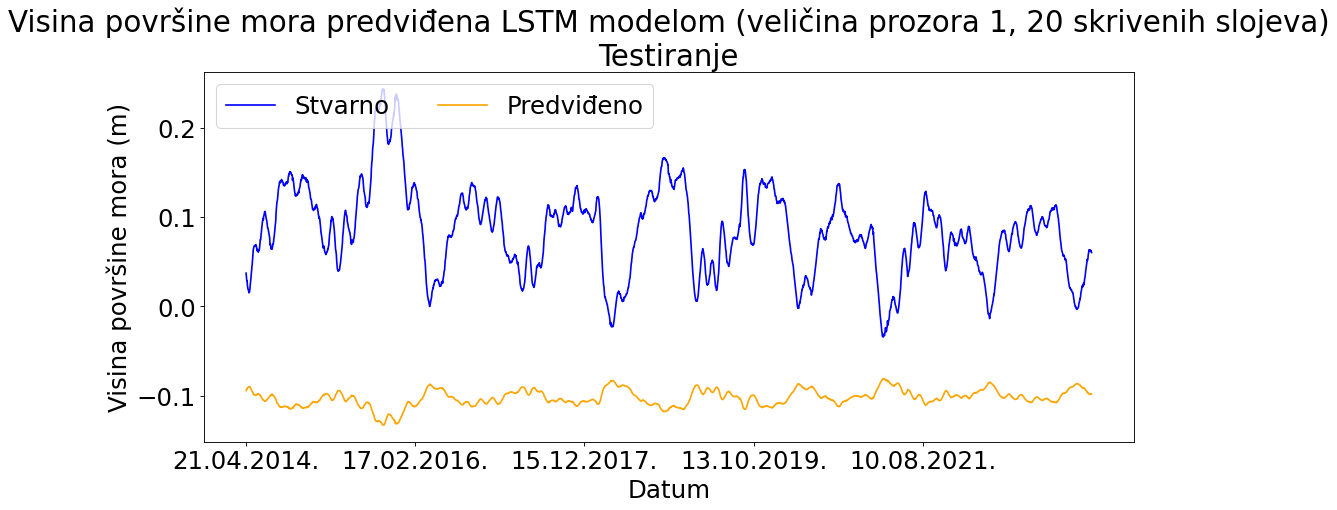 Visina površine mora predviđena LSTM modelom (veličina prozora 1, 20 skrivenih slojeva)
Testiranje
Stvarno Predviđeno
Visina površine mora (m)
0.2
0.1
0.0
−0.1
21.04.2014. 17.02.2016. 15.12.2017. 13.10.2019. 10.08.2021.
Datum